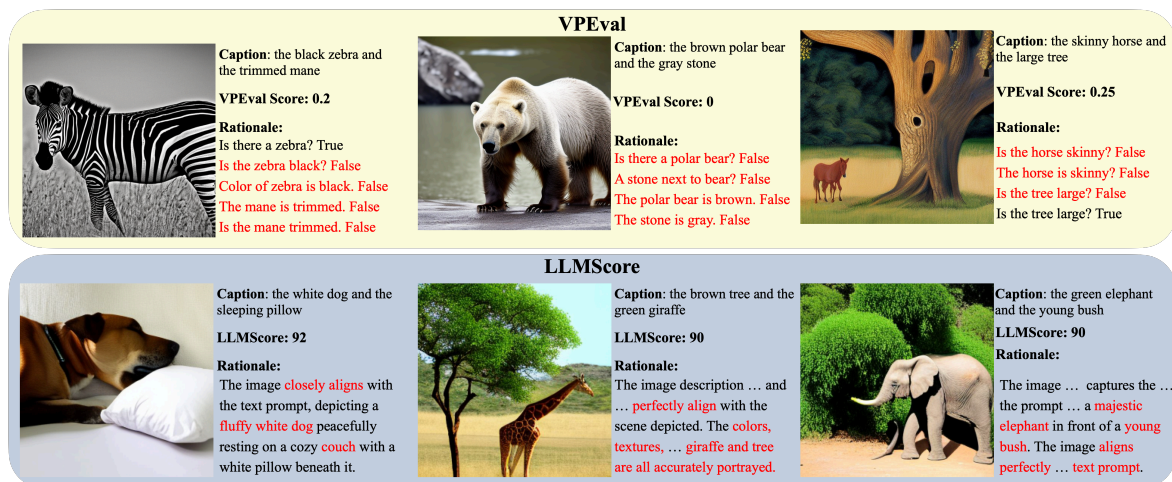 VPEval
Caption: the black zebra and
the trimmed mane
VPEval Score: 0.2
Rationale:
Is there a zebra? True
Is the zebra black? False
Color of zebra is black. False
The mane is trimmed. False
Is the mane trimmed. False
Caption: the brown polar bear
and the gray stone
VPEval Score: 0
Rationale:
Is there a polar bear? False
A stone next to bear? False
The polar bear is brown. False
The stone is gray. False
Caption: the skinny horse and
the large tree
VPEval Score: 0.25
Rationale:
Is the horse skinny? False
The horse is skinny? False
Is the tree large? False
Is the tree large? True
LLMScore
Caption: the white dog and the
sleeping pillow
LLMScore: 92
Rationale:
The image closely aligns with
the text prompt, depicting a
fluffy white dog peacefully
resting on a cozy couch with a
white pillow beneath it.
Caption: the brown tree and the
green giraffe
LLMScore: 90
Rationale:
The image description … and
… perfectly align with the
scene depicted. The colors,
textures, … giraffe and tree
are all accurately portrayed.
Caption: the green elephant
and the young bush
LLMScore: 90
Rationale:
The image … captures the …
the prompt … a majestic
elephant in front of a young
bush. The image aligns
perfectly … text prompt.